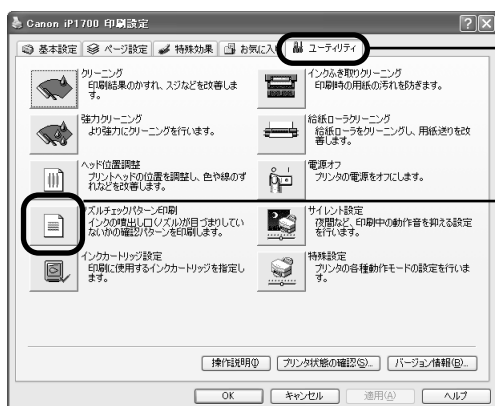 Canon iP1700 印刷設定
基本設定 ページ設定 特殊効果 お気に入 ユーティリティ
クリーニング
印刷結果のかすれ、スジなどを改善しま
す。
インクふき取りクリーニング
印刷時の用紙の汚れを防ぎます。
強力クリーニング
より強力にクリーニングを行います。
給紙ローラクリーニング
給紙ローラをクリーニングし、用紙送りを改
善します。
ヘッド位置調整
プリントヘッドの位置を調整し、色や線のず
れなどを改善します。
電源オフ
プリンタの電源をオフにします。
ズルチェックパターン印刷
インクの噴出し口(ノズル)が目づまりしてい
ないかの確認パターンを印刷します。
サイレント設定
夜間など、印刷中の動作音を抑える設定
を行います。
インクカートリッジ設定
印刷に使用するインクカートリッジを指定し
ます。
特殊設定
プリンタの各種動作モードの設定を行いま
す。
操作説明(I) プリンタ状態の確認(S)... バージョン情報(B)...
OK キャンセル 適用(A) ヘルプ